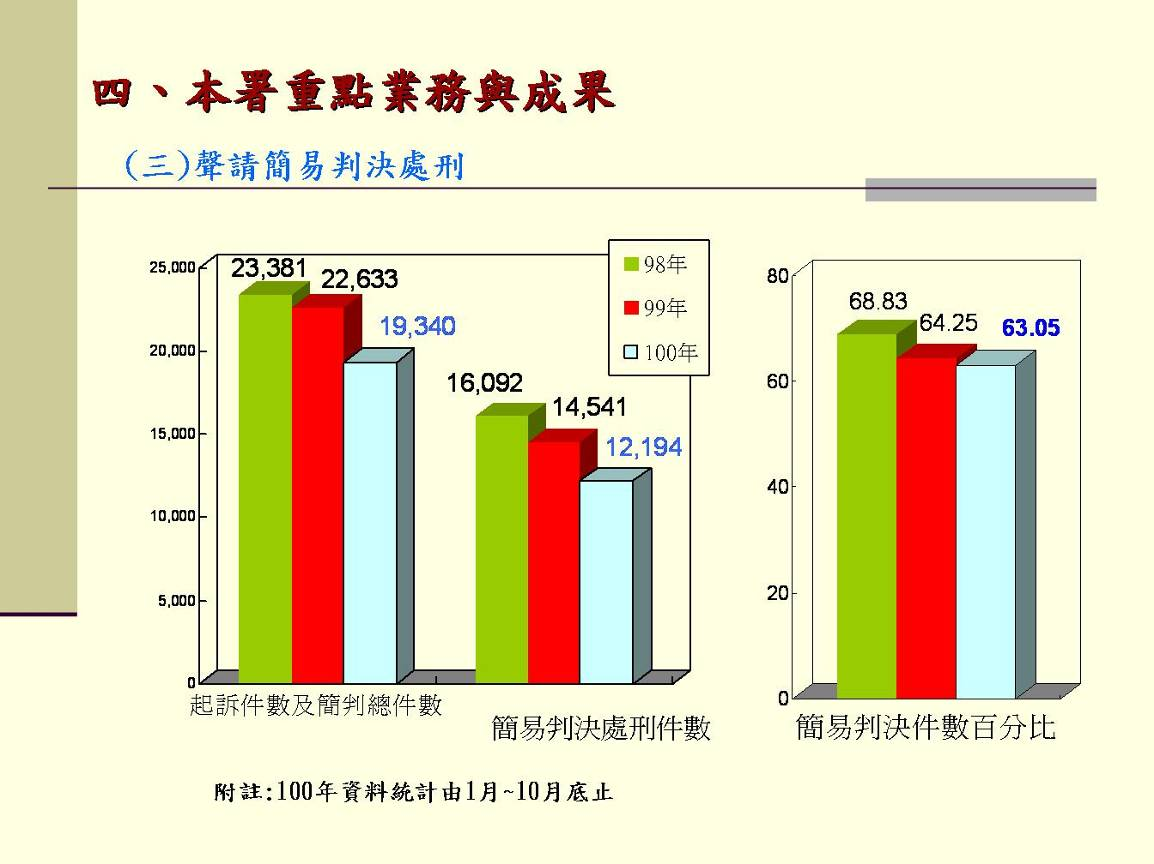 四、本署重點業務與成果
(三)聲請簡易判決處刑
98年
99年
100年
25,000
20,000
15,000
10,000
5,000
0
23,381
22,633
19,340
16,092
14,541
12,194
起訴件數及簡判總件數
簡易判決處刑件數
80
60
40
20
0
68.83
64.25
63.05
簡易判決件數百分比
附註:100年資料統計由1月~10月底止